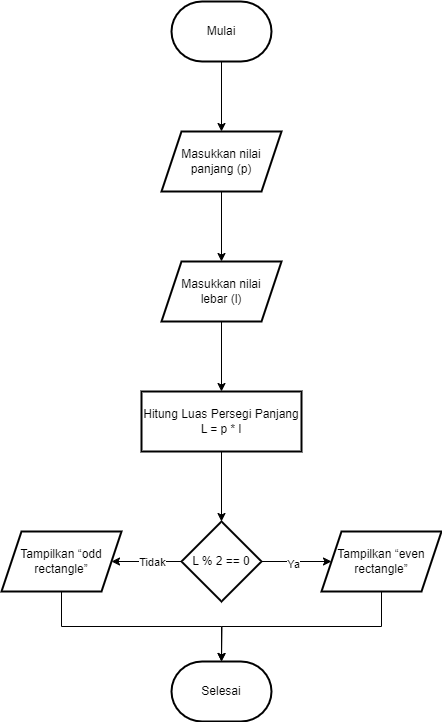 Mulai
Masukkan nilai
panjang (p)
Masukkan nilai
lebar (l)
Hitung Luas Persegi Panjang
L = p * l
Tampilkan “odd
rectangle”
Tidak
L % 2 == 0
Ya
Tampilkan “even
rectangle”
Selesai